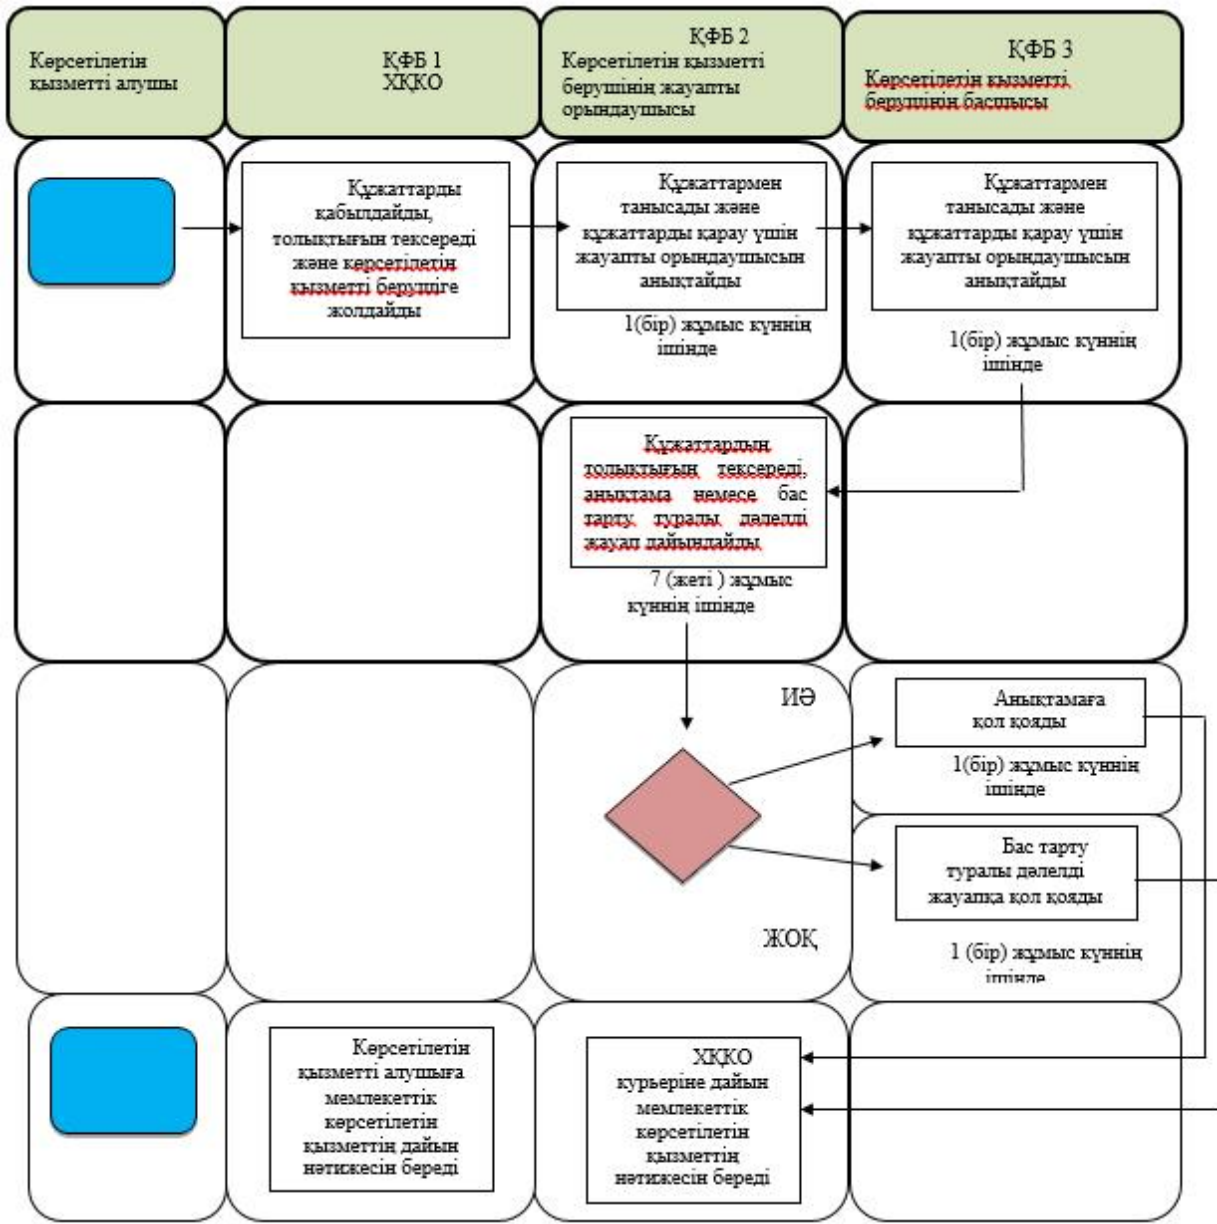 Көрсетілетін
қызметті алушы
ҚФБ 1
ХҚКО
ҚФБ 2
Көрсетілетін қызметті
берушінің жауапты
орындаушысы
ҚФБ 3
Көрсетілетін қызметті
берушінің басшысы
Құжаттарды
қабылдайды,
толықтығын тексереді
және көрсетілетін
қызметті берушіге
жолдайды
Құжаттармен
танысады және
құжаттарды қарау үшін
жауапты орындаушысын
анықтайды
1(бір) жұмыс күннің
ішінде
Құжаттармен
танысады және
құжаттарды қарау үшін
жауапты орындаушысын
анықтайды
1(бір) жұмыс күннің
ішінде
Құжаттардың
толықтығын тексереді,
анықтама немесе бас
тарту туралы дәлелді
жауап дайындайды
7 (жеті ) жұмыс
күннің ішінде
ИӘ
Анықтамаға
қол қояды
1(бір) жұмыс күннің
ішінде
Бас тарту
туралы дәлелді
жауапқа қол қояды
ЖОҚ
1 (бір) жұмыс күннің
ішінде
Көрсетілетін
қызметті алушыға
мемлекеттік
көрсетілетін
қызметтің дайын
нәтижесін береді
ХҚКО
курьеріне дайын
мемлекеттік
көрсетілетін
қызметтің
нәтижесін береді